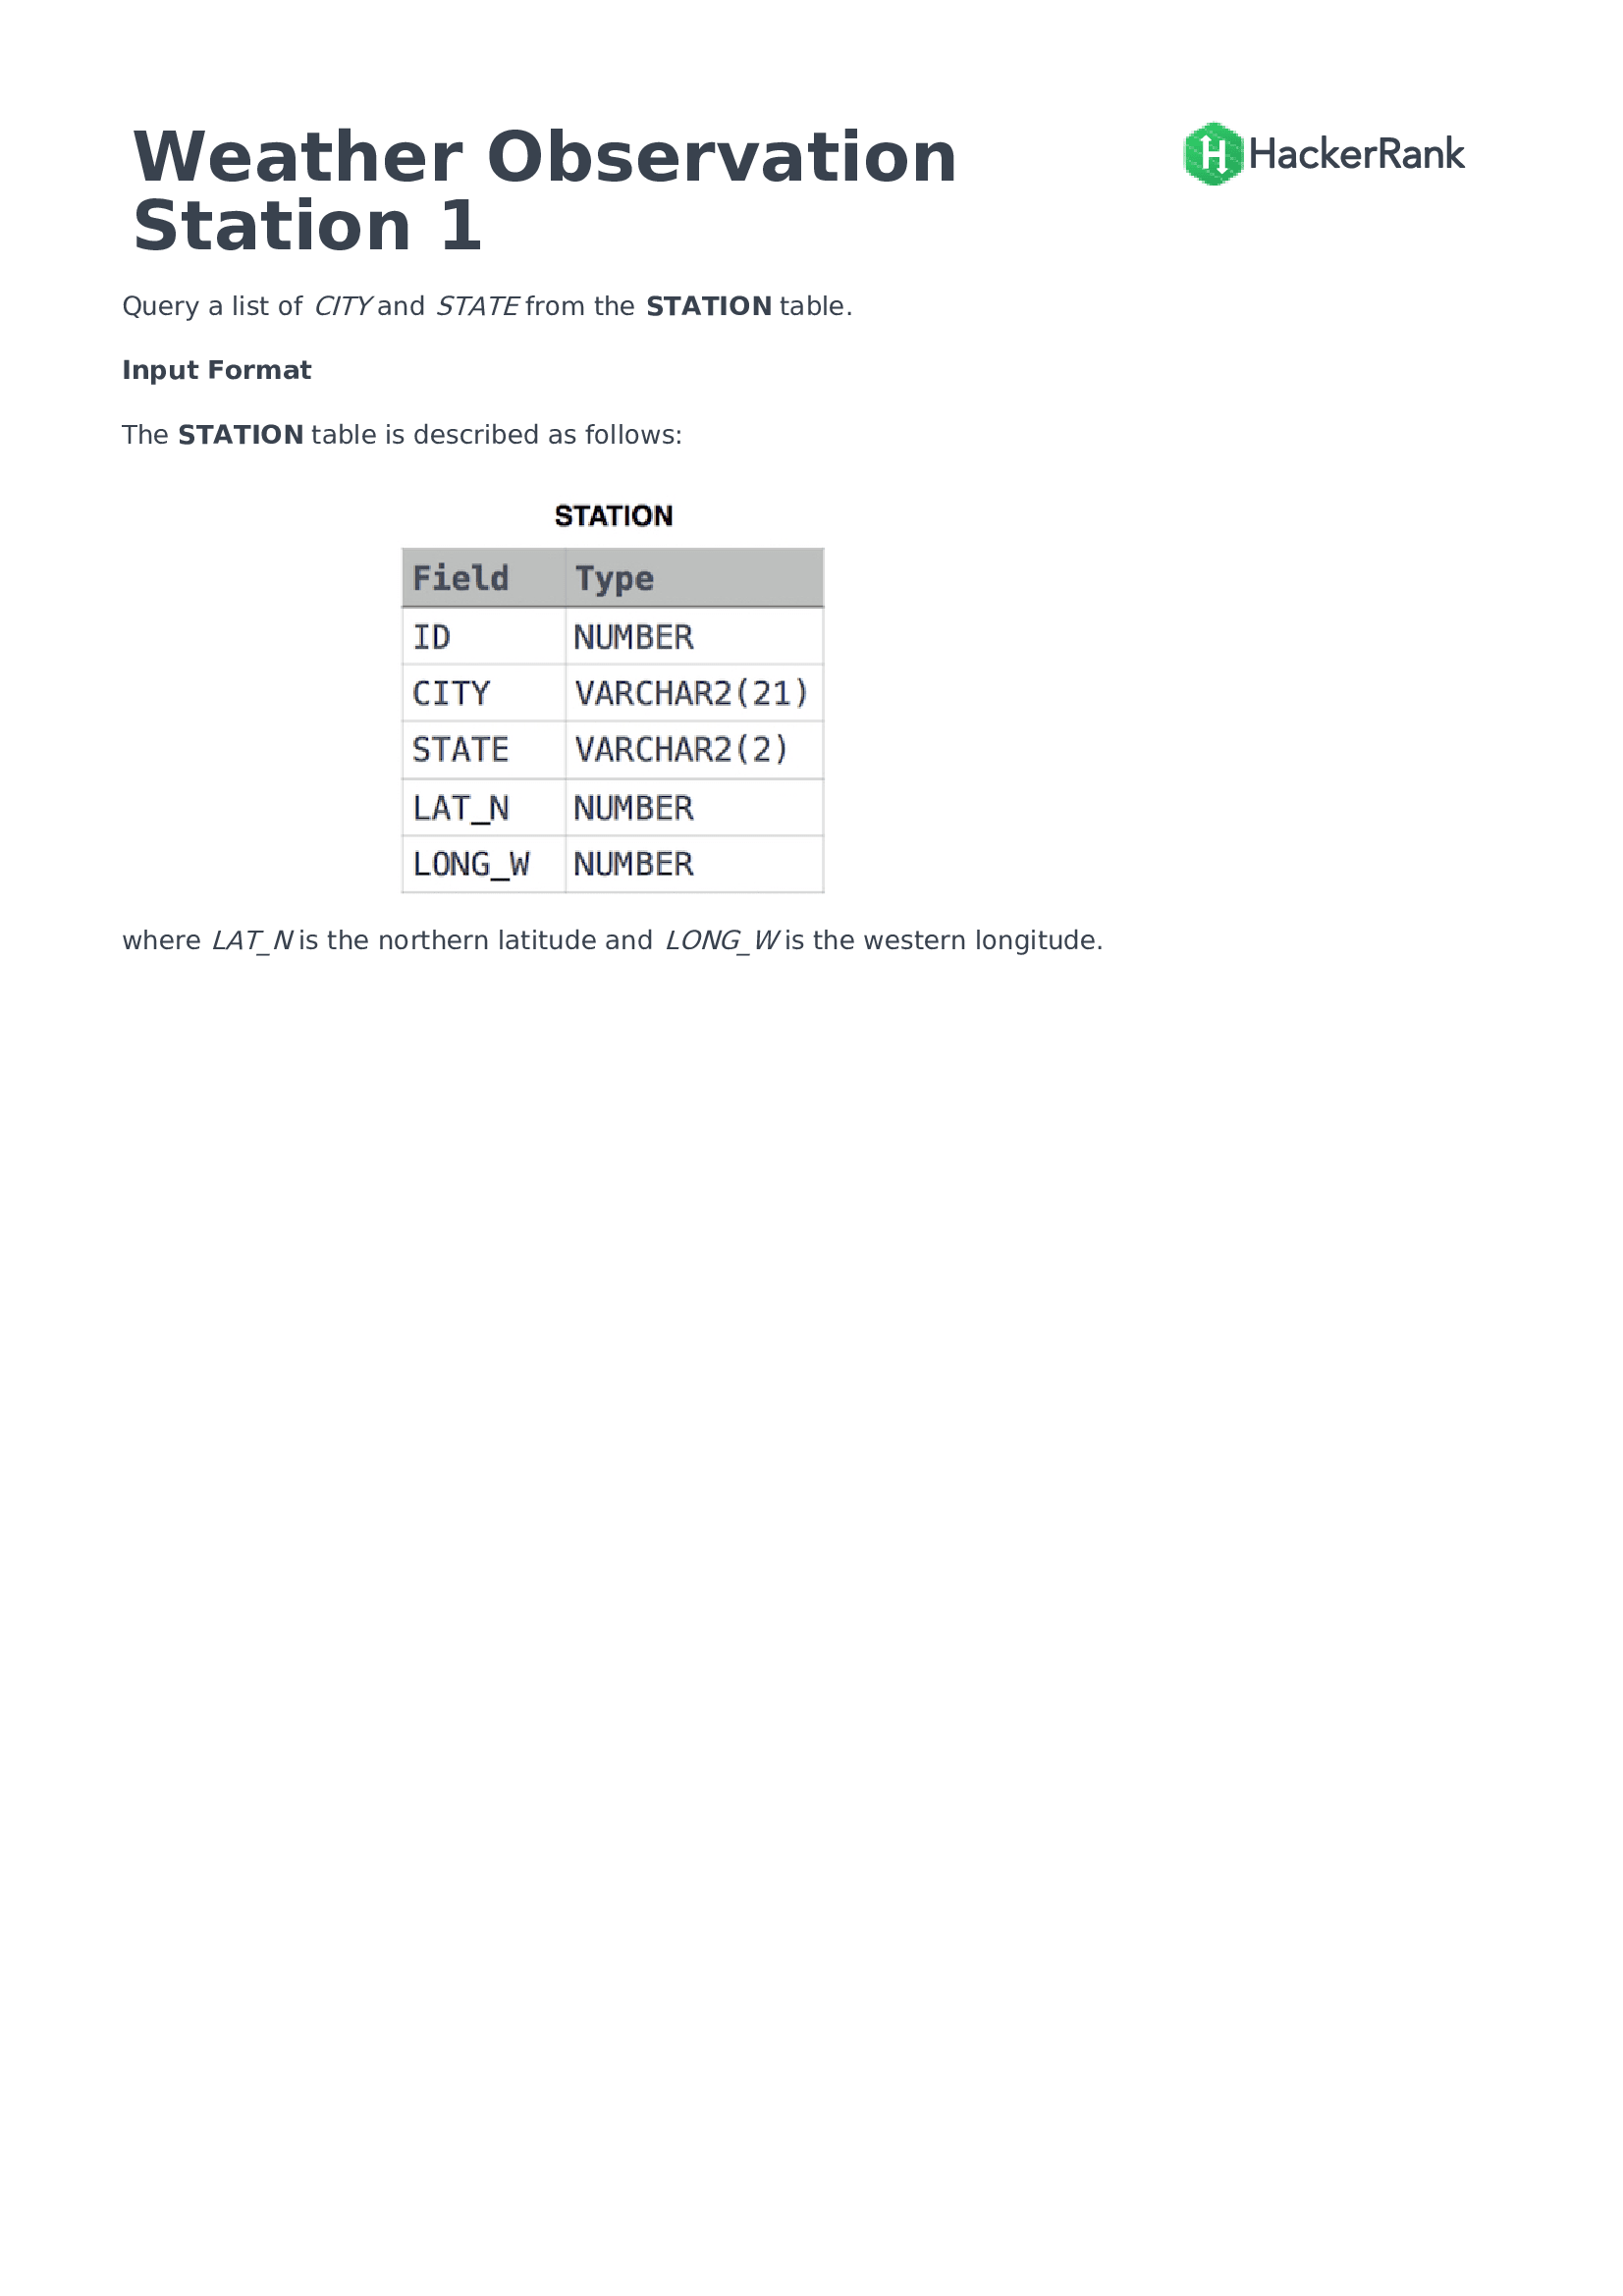 Weather Observation
Station 1
HackerRank
Query a list of CITY and STATE from the STATION table.
Input Format
The STATION table is described as follows:
STATION
Field Type
ID NUMBER
CITY VARCHAR2(21)
STATE VARCHAR2(2)
LAT_N NUMBER
LONG_W NUMBER
where LAT_N is the northern latitude and LONG_W is the western longitude.